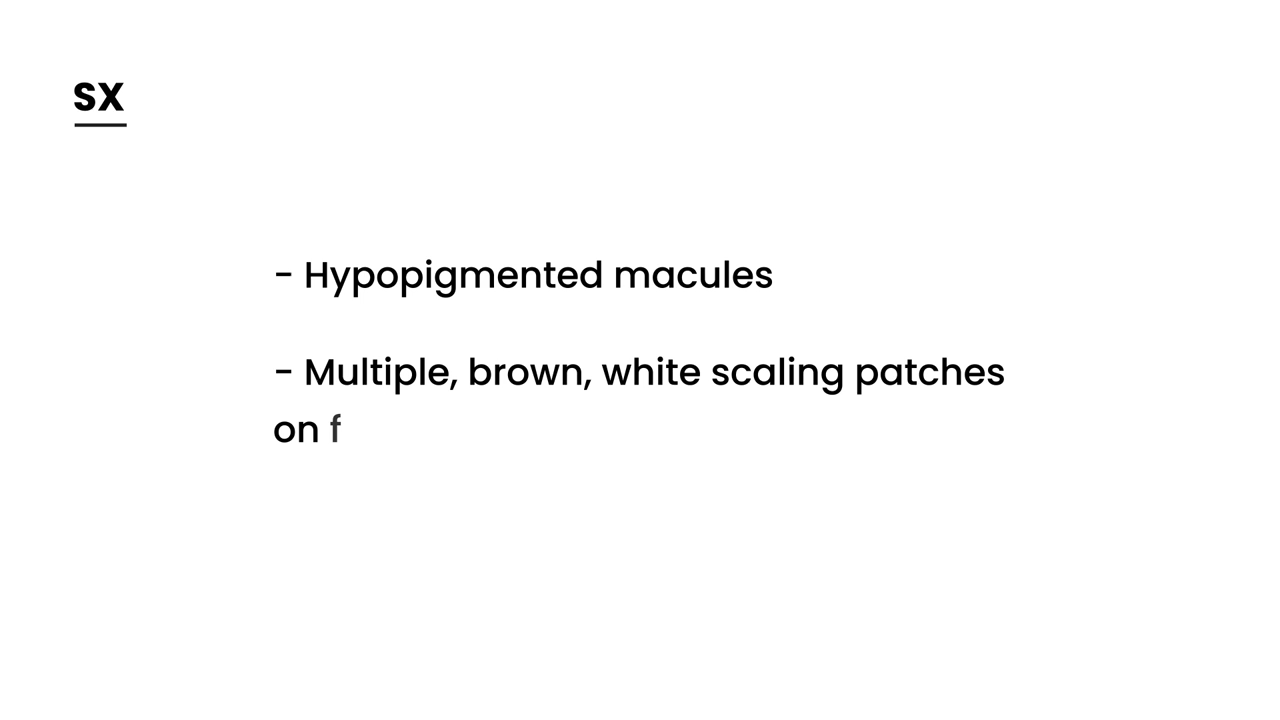 SX
- Hypopigmented macules
- Multiple, brown, white scaling patches
on f